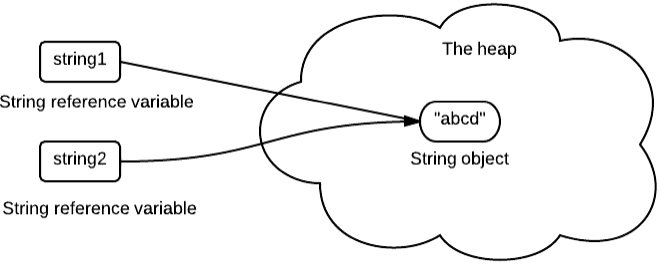 The heap
string1
String reference variable
"abcd"
String object
string2
String reference variable